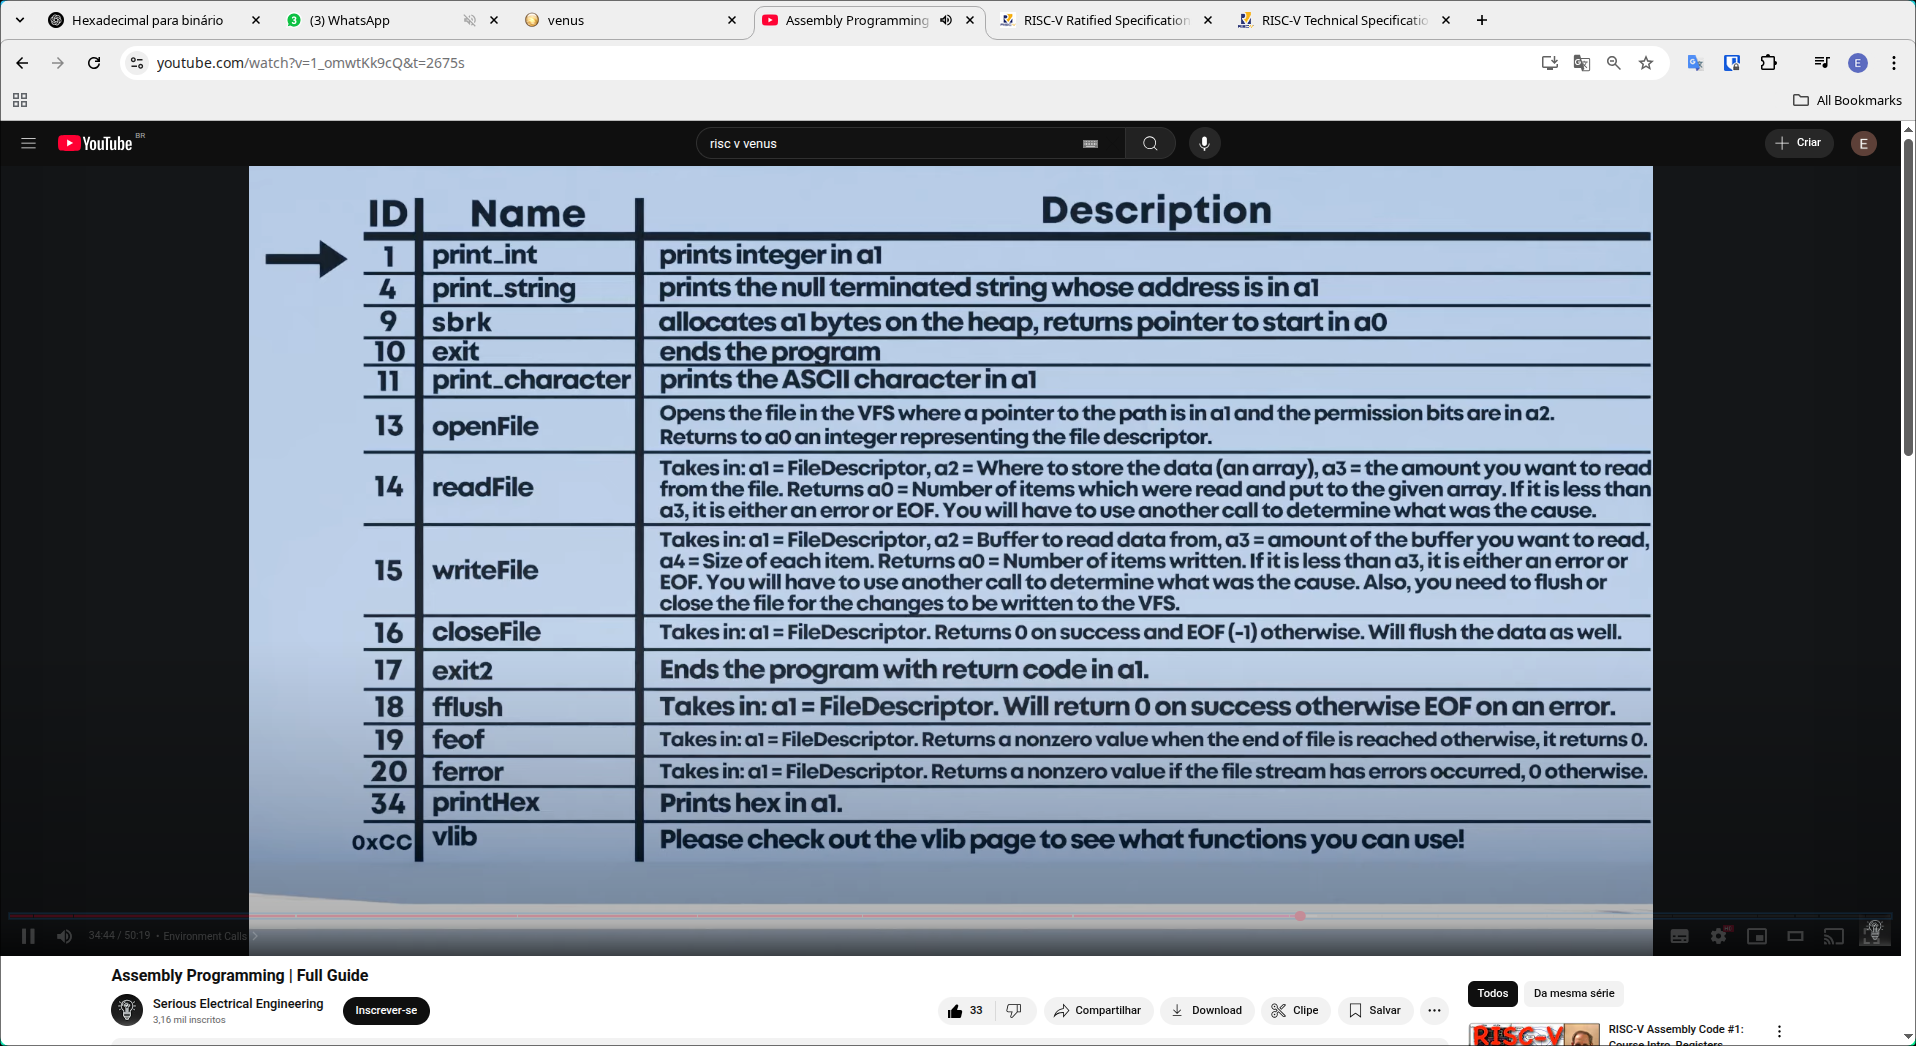 Hexadecimal para binário
(3) WhatsApp
venus
Assembly Programming
RISC-V Ratified Specification
RISC-V Technical Specificatio
youtube.com/watch?v=1_omwtKk9cQ&t=2675s
E
All Bookmarks
YouTube BR
risc v venus
Criar
E
ID Name Description
1 print_int prints integer in a1
4 print_string prints the null terminated string whose address is in a1
9 sbrk allocates a1 bytes on the heap, returns pointer to start in a0
10 exit ends the program
11 print_character prints the ASCII character in a1
13 openFile Opens the file in the VFS where a pointer to the path is in a1 and the permission bits are in a2.
Returns to a0 an integer representing the file descriptor.
14 readFile Takes in: a1 = FileDescriptor, a2 = Where to store the data (an array), a3 = the amount you want to read
from the file. Returns a0 = Number of items which were read and put to the given array. If it is less than
a3, it is either an error or EOF. You will have to use another call to determine what was the cause.
15 writeFile Takes in: a1 = FileDescriptor, a2 = Buffer to read data from, a3 = amount of the buffer you want to read,
a4 = Size of each item. Returns a0 = Number of items written. If it is less than a3, it is either an error or
EOF. You will have to use another call to determine what was the cause. Also, you need to flush or
close the file for the changes to be written to the VFS.
16 closeFile Takes in: a1 = FileDescriptor. Returns 0 on success and EOF (-1) otherwise. Will flush the data as well.
17 exit2 Ends the program with return code in a1.
18 fflush Takes in: a1 = FileDescriptor. Will return 0 on success otherwise EOF on an error.
19 feof Takes in: a1 = FileDescriptor. Returns a nonzero value when the end of file is reached otherwise, it returns 0.
20 ferror Takes in: a1 = FileDescriptor. Returns a nonzero value if the file stream has errors occurred, 0 otherwise.
34 printHex Prints hex in a1.
0xCC vlib Please check out the vlib page to see what functions you can use!
34:44 / 50:19 • Environment Calls
Assembly Programming | Full Guide
Serious Electrical Engineering
3,16 mil inscritos
Inscrever-se
33
Compartilhar
Download
Clipe
Salvar
Todos
Da mesma série
RISC-V
RISC-V Assembly Code #1:
Course Intro, Registers